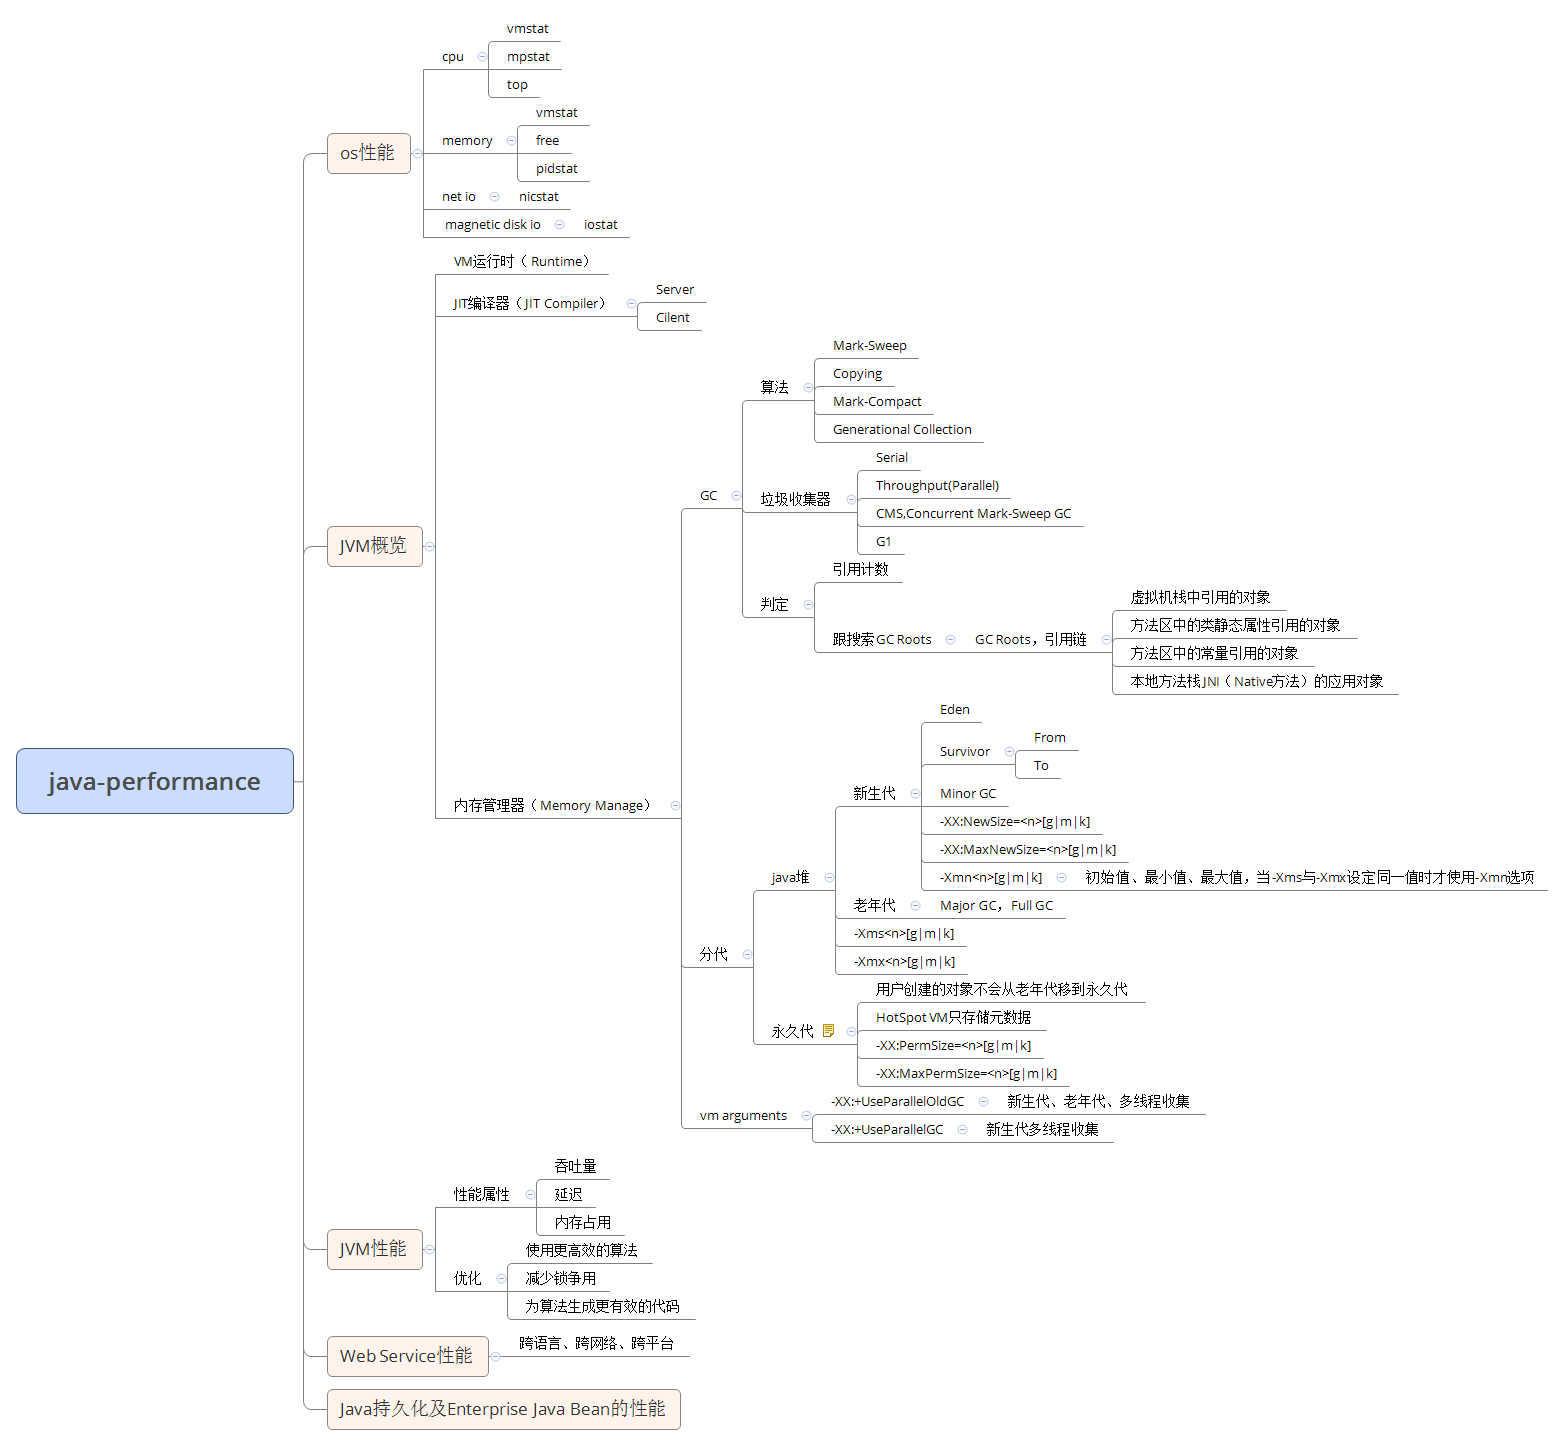 java-performance
os性能
cpu
vmstat
mpstat
top
memory
vmstat
free
pidstat
net io
nicstat
magnetic disk io
iostat
JVM概览
VM运行时（Runtime）
JIT编译器（JIT Compiler）
Server
Cilent
内存管理器（Memory Manage）
GC
算法
Mark-Sweep
Copying
Mark-Compact
Generational Collection
垃圾收集器
Serial
Throughput(Parallel)
CMS,Concurrent Mark-Sweep GC
G1
判定
引用计数
跟搜索GC Roots
GC Roots，引用链
虚拟机栈中引用的对象
方法区中的类静态属性引用的对象
方法区中的常量引用的对象
本地方法栈JNI（Native方法）的应用对象
分代
java堆
新生代
Eden
Survivor
From
To
Minor GC
-XX:NewSize=<n>[g|m|k]
-XX:MaxNewSize=<n>[g|m|k]
-Xmn<n>[g|m|k]
初始值、最小值、最大值，当-Xms与-Xmx设定同一值时才使用-Xmn选项
老年代
Major GC，Full GC
-Xms<n>[g|m|k]
-Xmx<n>[g|m|k]
永久代
用户创建的对象不会从老年代移到永久代
HotSpot VM只存储元数据
-XX:PermSize=<n>[g|m|k]
-XX:MaxPermSize=<n>[g|m|k]
vm arguments
-XX:+UseParallelOldGC
新生代、老年代、多线程收集
-XX:+UseParallelGC
新生代多线程收集
JVM性能
性能属性
吞吐量
延迟
内存占用
优化
使用更高效的算法
减少锁争用
为算法生成更有效的代码
Web Service性能
跨语言、跨网络、跨平台
Java持久化及Enterprise Java Bean的性能